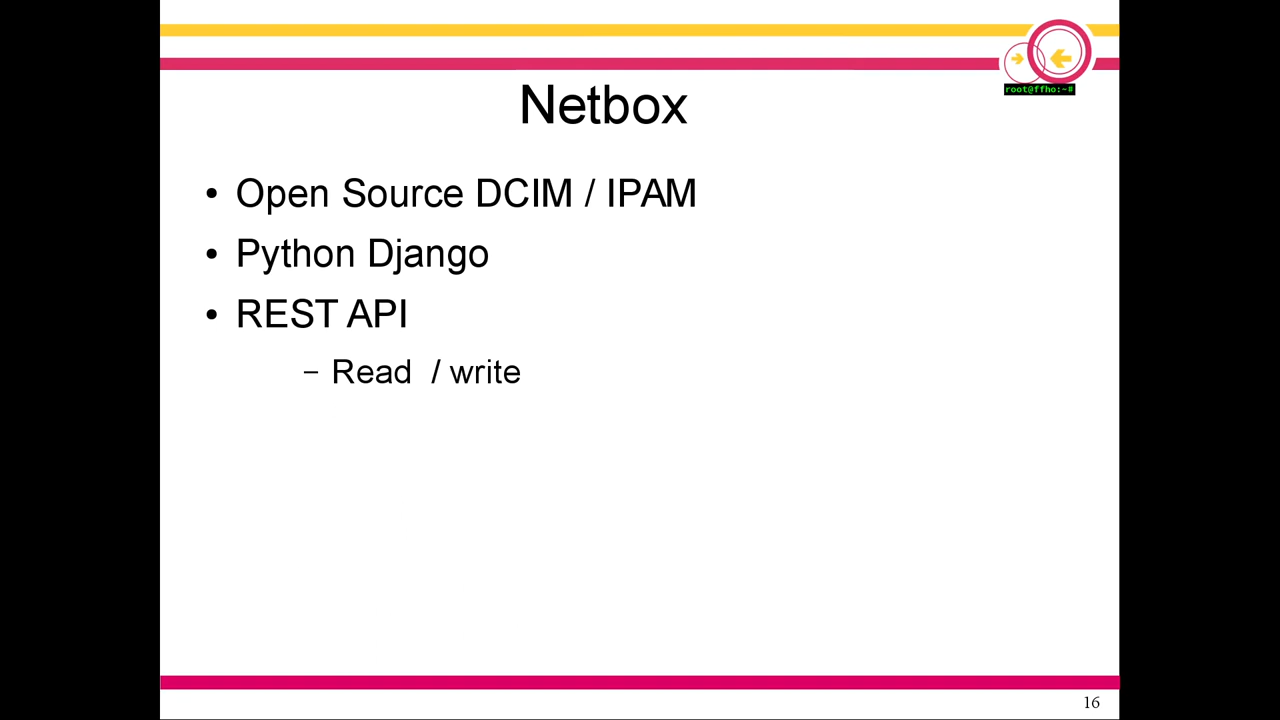 root@ffho:~#
Netbox
• Open Source DCIM / IPAM
• Python Django
• REST API
– Read / write
16